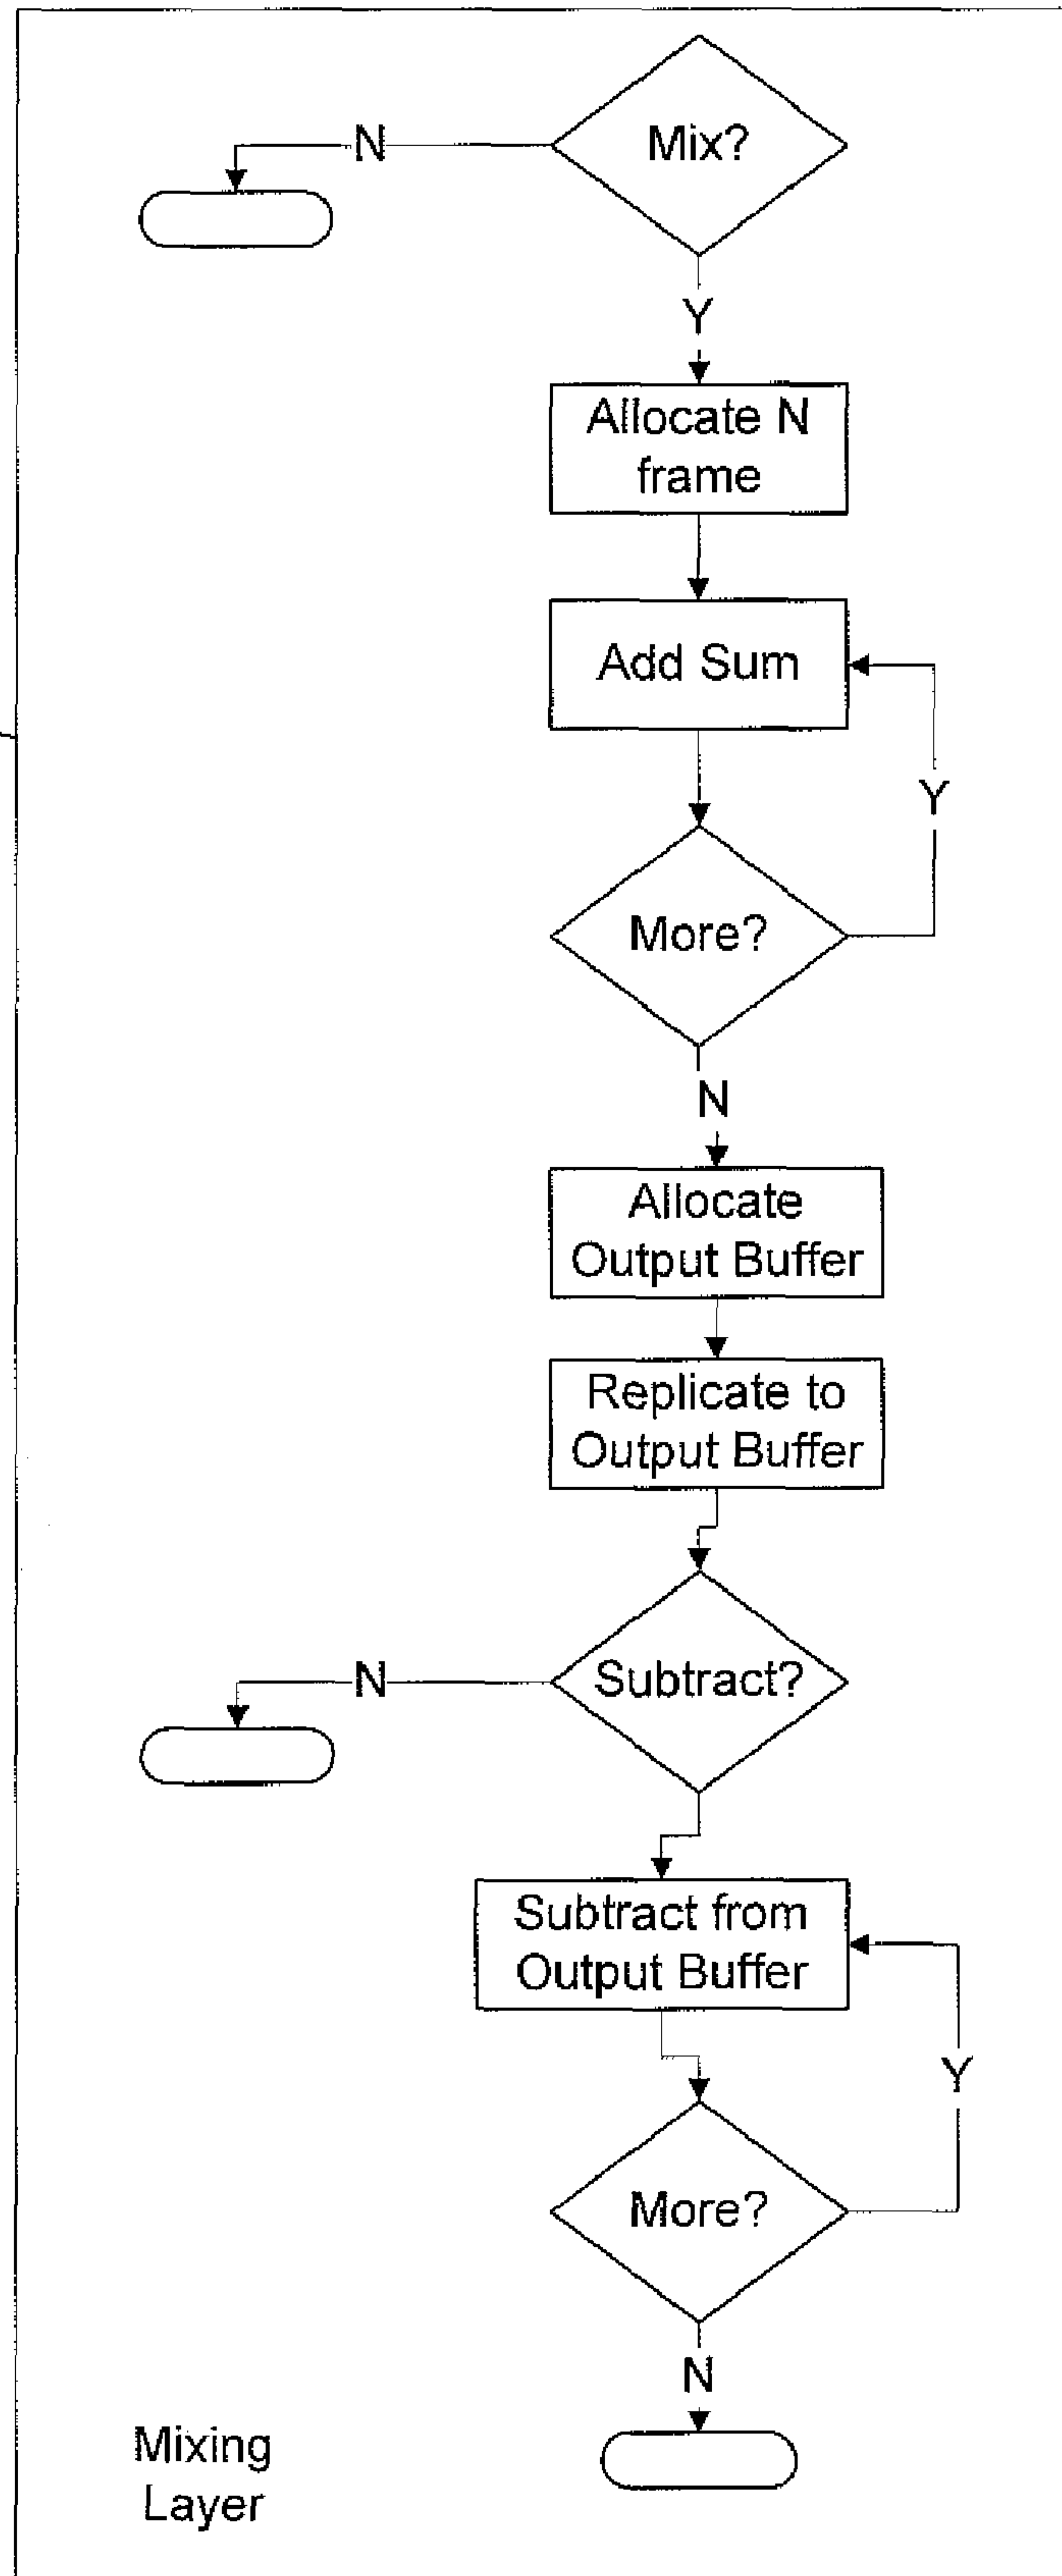 Mix?
N
Y
Allocate N
frame
Add Sum
Y
More?
N
Allocate
Output Buffer
Replicate to
Output Buffer
Subtract?
N
Subtract from
Output Buffer
Y
More?
N
Mixing
Layer